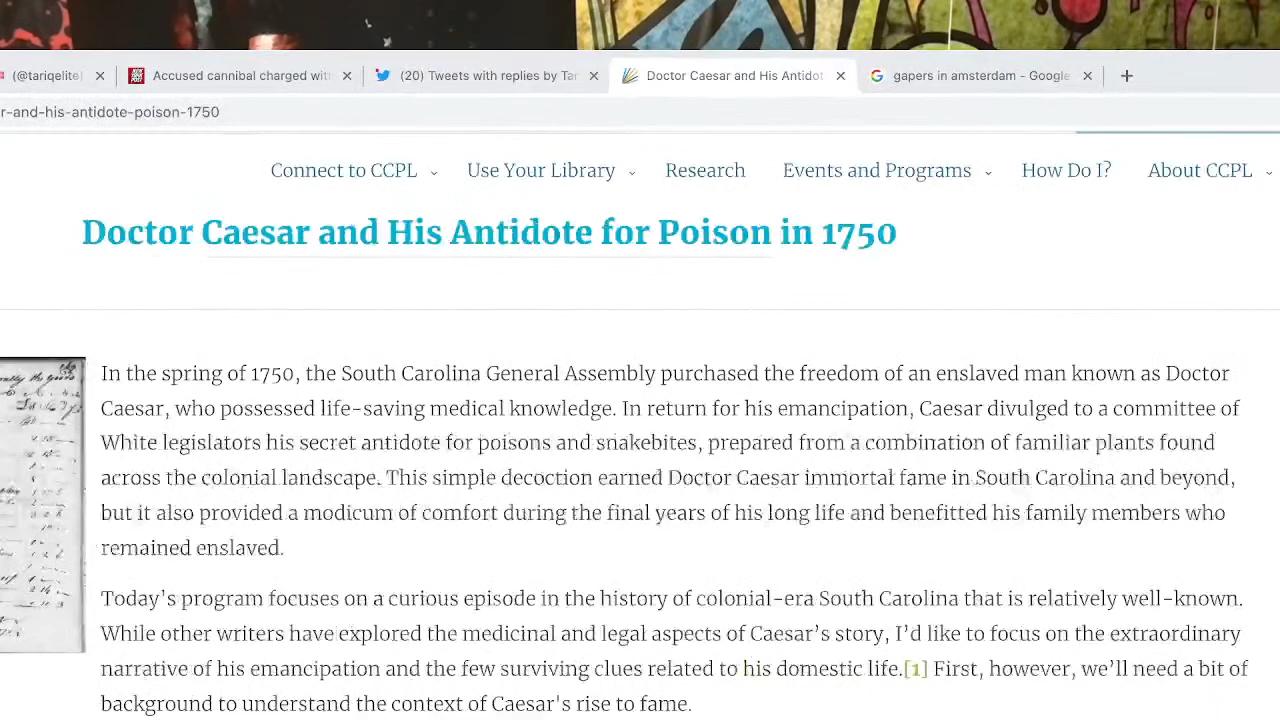 (@tariqelite)
Accused cannibal charged wit
(20) Tweets with replies by Tar
Doctor Caesar and His Antidot
gapers in amsterdam - Google
r-and-his-antidote-poison-1750
Connect to CCPL
Use Your Library
Research
Events and Programs
How Do I?
About CCPL
Doctor Caesar and His Antidote for Poison in 1750
In the spring of 1750, the South Carolina General Assembly purchased the freedom of an enslaved man known as Doctor
Caesar, who possessed life-saving medical knowledge. In return for his emancipation, Caesar divulged to a committee of
White legislators his secret antidote for poisons and snakebites, prepared from a combination of familiar plants found
across the colonial landscape. This simple decoction earned Doctor Caesar immortal fame in South Carolina and beyond,
but it also provided a modicum of comfort during the final years of his long life and benefitted his family members who
remained enslaved.
Today's program focuses on a curious episode in the history of colonial-era South Carolina that is relatively well-known.
While other writers have explored the medicinal and legal aspects of Caesar's story, I'd like to focus on the extraordinary
narrative of his emancipation and the few surviving clues related to his domestic life.[1] First, however, we'll need a bit of
background to understand the context of Caesar's rise to fame.